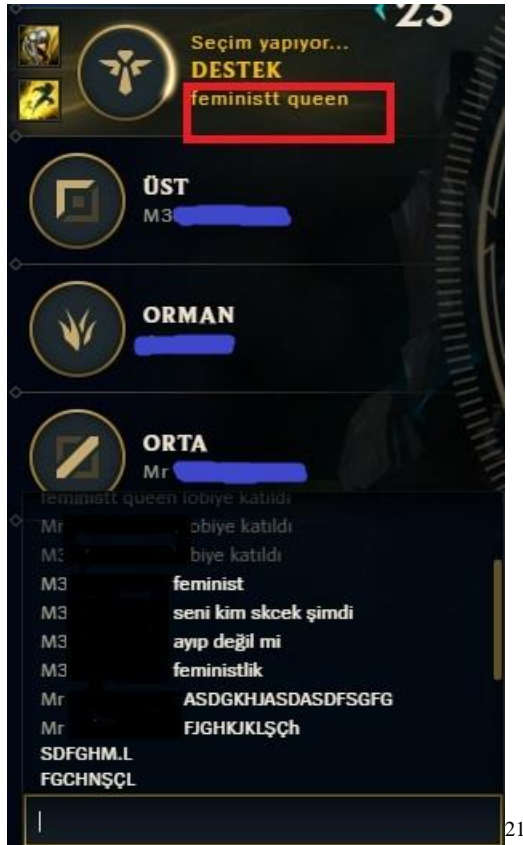 23
Seçim yapıyor...
DESTEK
feministt queen
ÜST
M3
ORMAN
ORTA
Mr
feministt queen lobiye katıldı
Mr obiye katıldı
M3 biye katıldı
M3 feminist
M3 seni kim skcek şimdi
M3 ayıp değil mi
M3 feministlik
Mr ASDGKHJASDASDFSGFG
Mr FJGHKJKLŞÇh
SDFGHM.L
FGCHNŞÇL
21